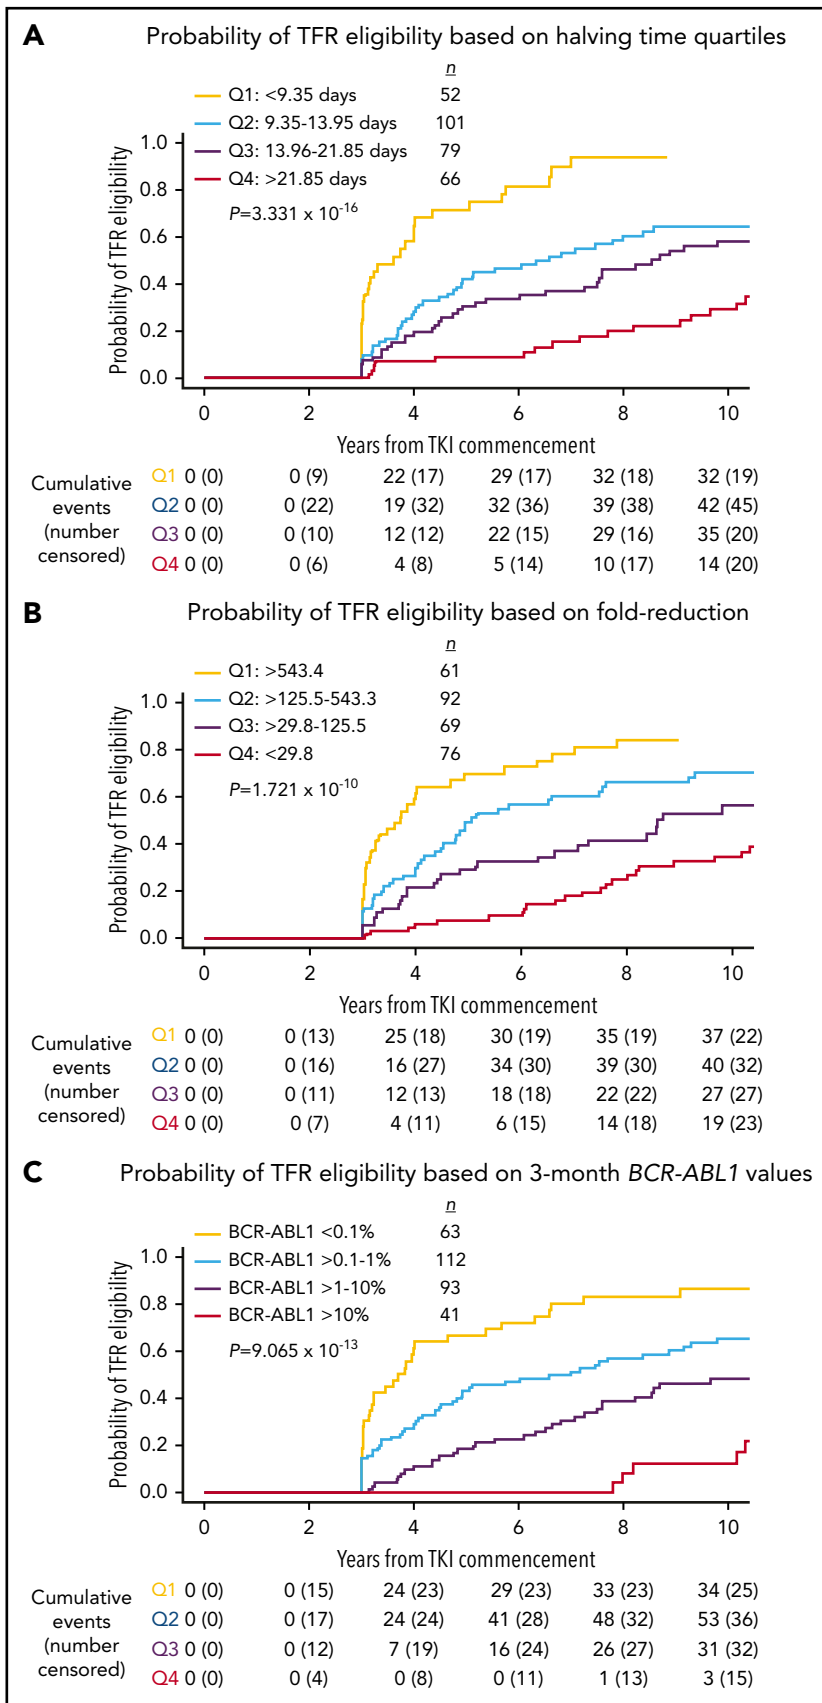 A Probability of TFR eligibility based on halving time quartiles
n
Q1: <9.35 days 52
Q2: 9.35-13.95 days 101
Q3: 13.96-21.85 days 79
Q4: >21.85 days 66
P=3.331 x 10-16
Probability of TFR eligibility
1.0
0.8
0.6
0.4
0.2
0.0
0 2 4 6 8 10
Years from TKI commencement
Cumulative events (number censored)
Q1 0 (0) 0 (9) 22 (17) 29 (17) 32 (18) 32 (19)
Q2 0 (0) 0 (22) 19 (32) 32 (36) 39 (38) 42 (45)
Q3 0 (0) 0 (10) 12 (12) 22 (15) 29 (16) 35 (20)
Q4 0 (0) 0 (6) 4 (8) 5 (14) 10 (17) 14 (20)
B Probability of TFR eligibility based on fold-reduction
n
Q1: >543.4 61
Q2: >125.5-543.3 92
Q3: >29.8-125.5 69
Q4: <29.8 76
P=1.721 x 10-10
Probability of TFR eligibility
1.0
0.8
0.6
0.4
0.2
0.0
0 2 4 6 8 10
Years from TKI commencement
Cumulative events (number censored)
Q1 0 (0) 0 (13) 25 (18) 30 (19) 35 (19) 37 (22)
Q2 0 (0) 0 (16) 16 (27) 34 (30) 39 (30) 40 (32)
Q3 0 (0) 0 (11) 12 (13) 18 (18) 22 (22) 27 (27)
Q4 0 (0) 0 (7) 4 (11) 6 (15) 14 (18) 19 (23)
C Probability of TFR eligibility based on 3-month BCR-ABL1 values
n
BCR-ABL1 <0.1% 63
BCR-ABL1 >0.1-1% 112
BCR-ABL1 >1-10% 93
BCR-ABL1 >10% 41
P=9.065 x 10-13
Probability of TFR eligibility
1.0
0.8
0.6
0.4
0.2
0.0
0 2 4 6 8 10
Years from TKI commencement
Cumulative events (number censored)
Q1 0 (0) 0 (15) 24 (23) 29 (23) 33 (23) 34 (25)
Q2 0 (0) 0 (17) 24 (24) 41 (28) 48 (32) 53 (36)
Q3 0 (0) 0 (12) 7 (19) 16 (24) 26 (27) 31 (32)
Q4 0 (0) 0 (4) 0 (8) 0 (11) 1 (13) 3 (15)